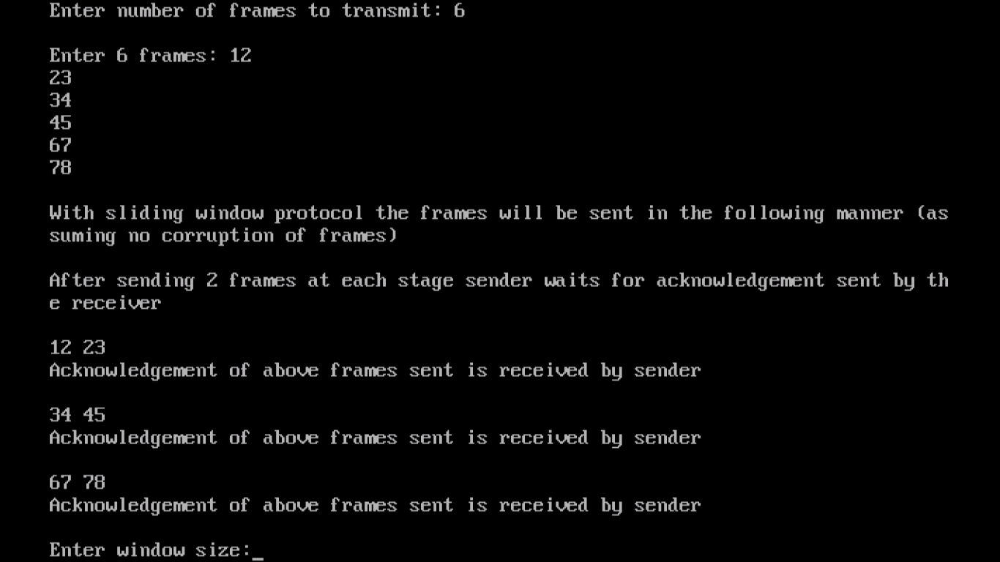 Enter number of frames to transmit: 6
Enter 6 frames: 12
23
34
45
67
78
With sliding window protocol the frames will be sent in the following manner (as
suming no corruption of frames)
After sending 2 frames at each stage sender waits for acknowledgement sent by th
e receiver
12 23
Acknowledgement of above frames sent is received by sender
34 45
Acknowledgement of above frames sent is received by sender
67 78
Acknowledgement of above frames sent is received by sender
Enter window size:_